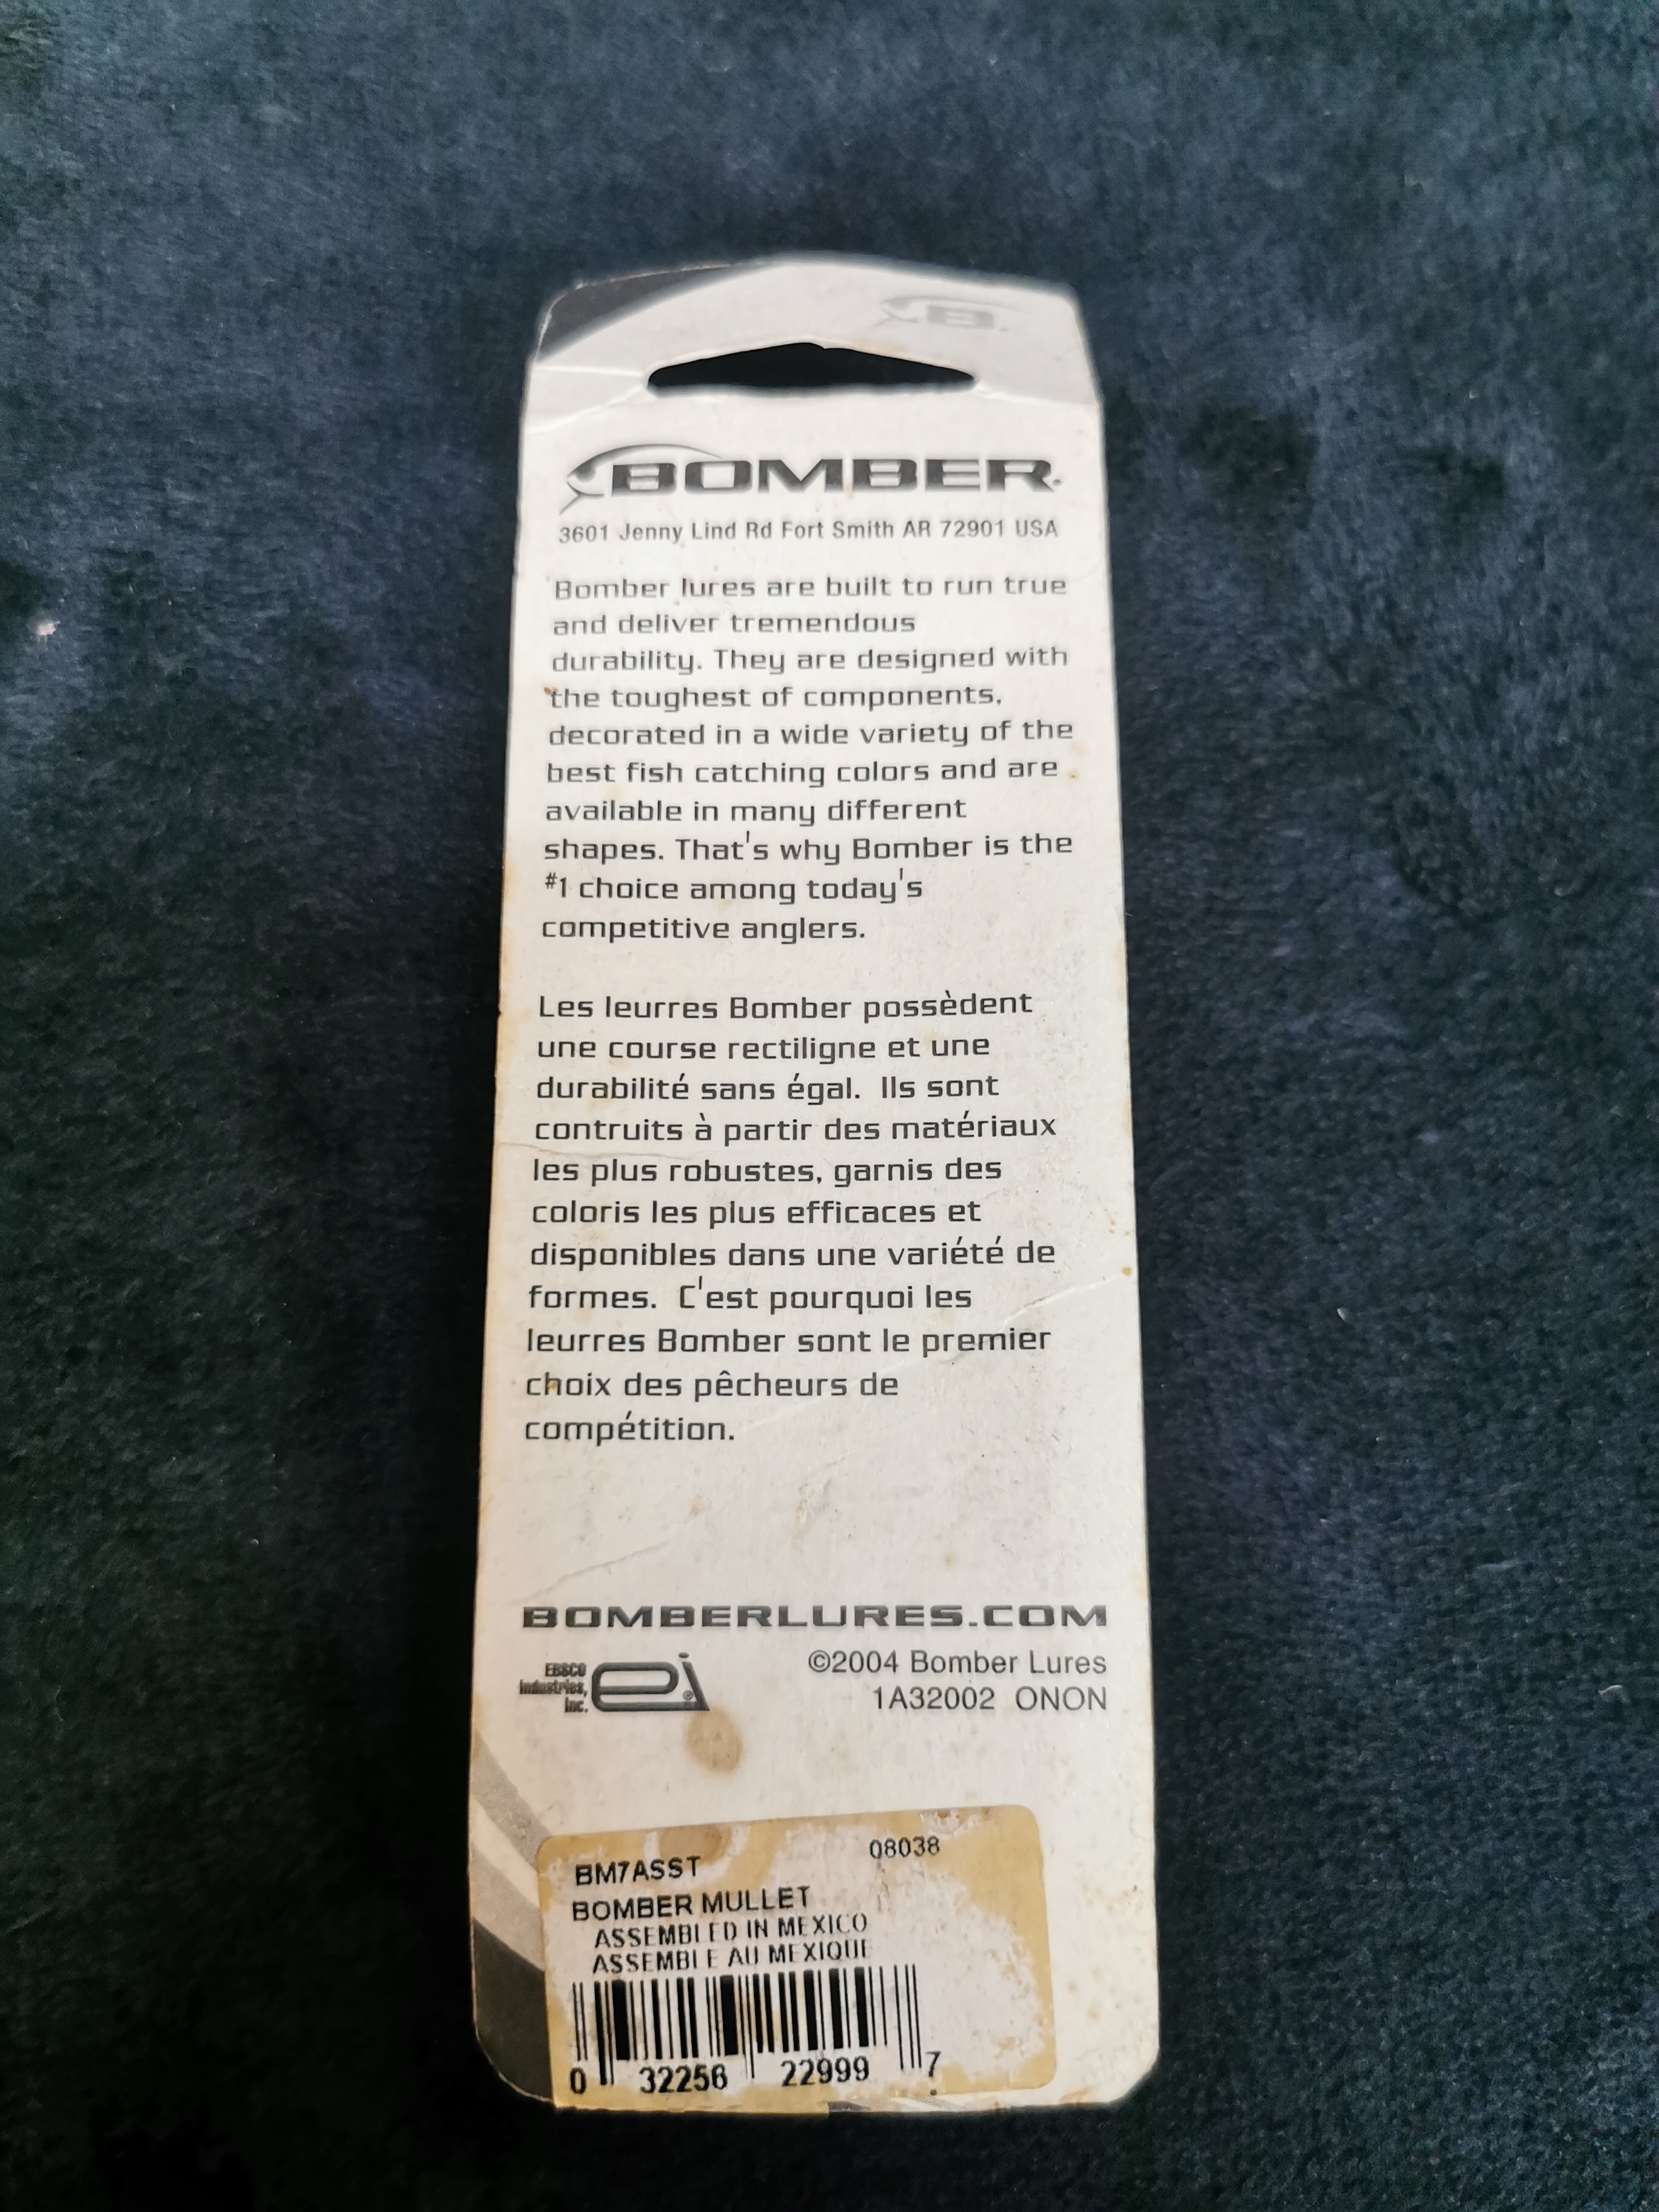 B
BOMBER
3601 Jenny Lind Rd Fort Smith AR 72901 USA
Bomber lures are built to run true
and deliver tremendous
durability. They are designed with
the toughest of components,
decorated in a wide variety of the
best fish catching colors and are
available in many different
shapes. That's why Bomber is the
#1 choice among today's
competitive anglers.
Les leurres Bomber possèdent
une course rectiligne et une
durabilité sans égal. Ils sont
contruits à partir des matériaux
les plus robustes, garnis des
coloris les plus efficaces et
disponibles dans une variété de
formes. C'est pourquoi les
leurres Bomber sont le premier
choix des pêcheurs de
compétition.
BOMBERLURES.COM
EBSCO
Industries,
Inc.
ei®
©2004 Bomber Lures
1A32002 ONON
08038
BM7ASST
BOMBER MULLET
ASSEMBLED IN MEXICO
ASSEMBLE AU MEXIQUE
0 32256 22999 7